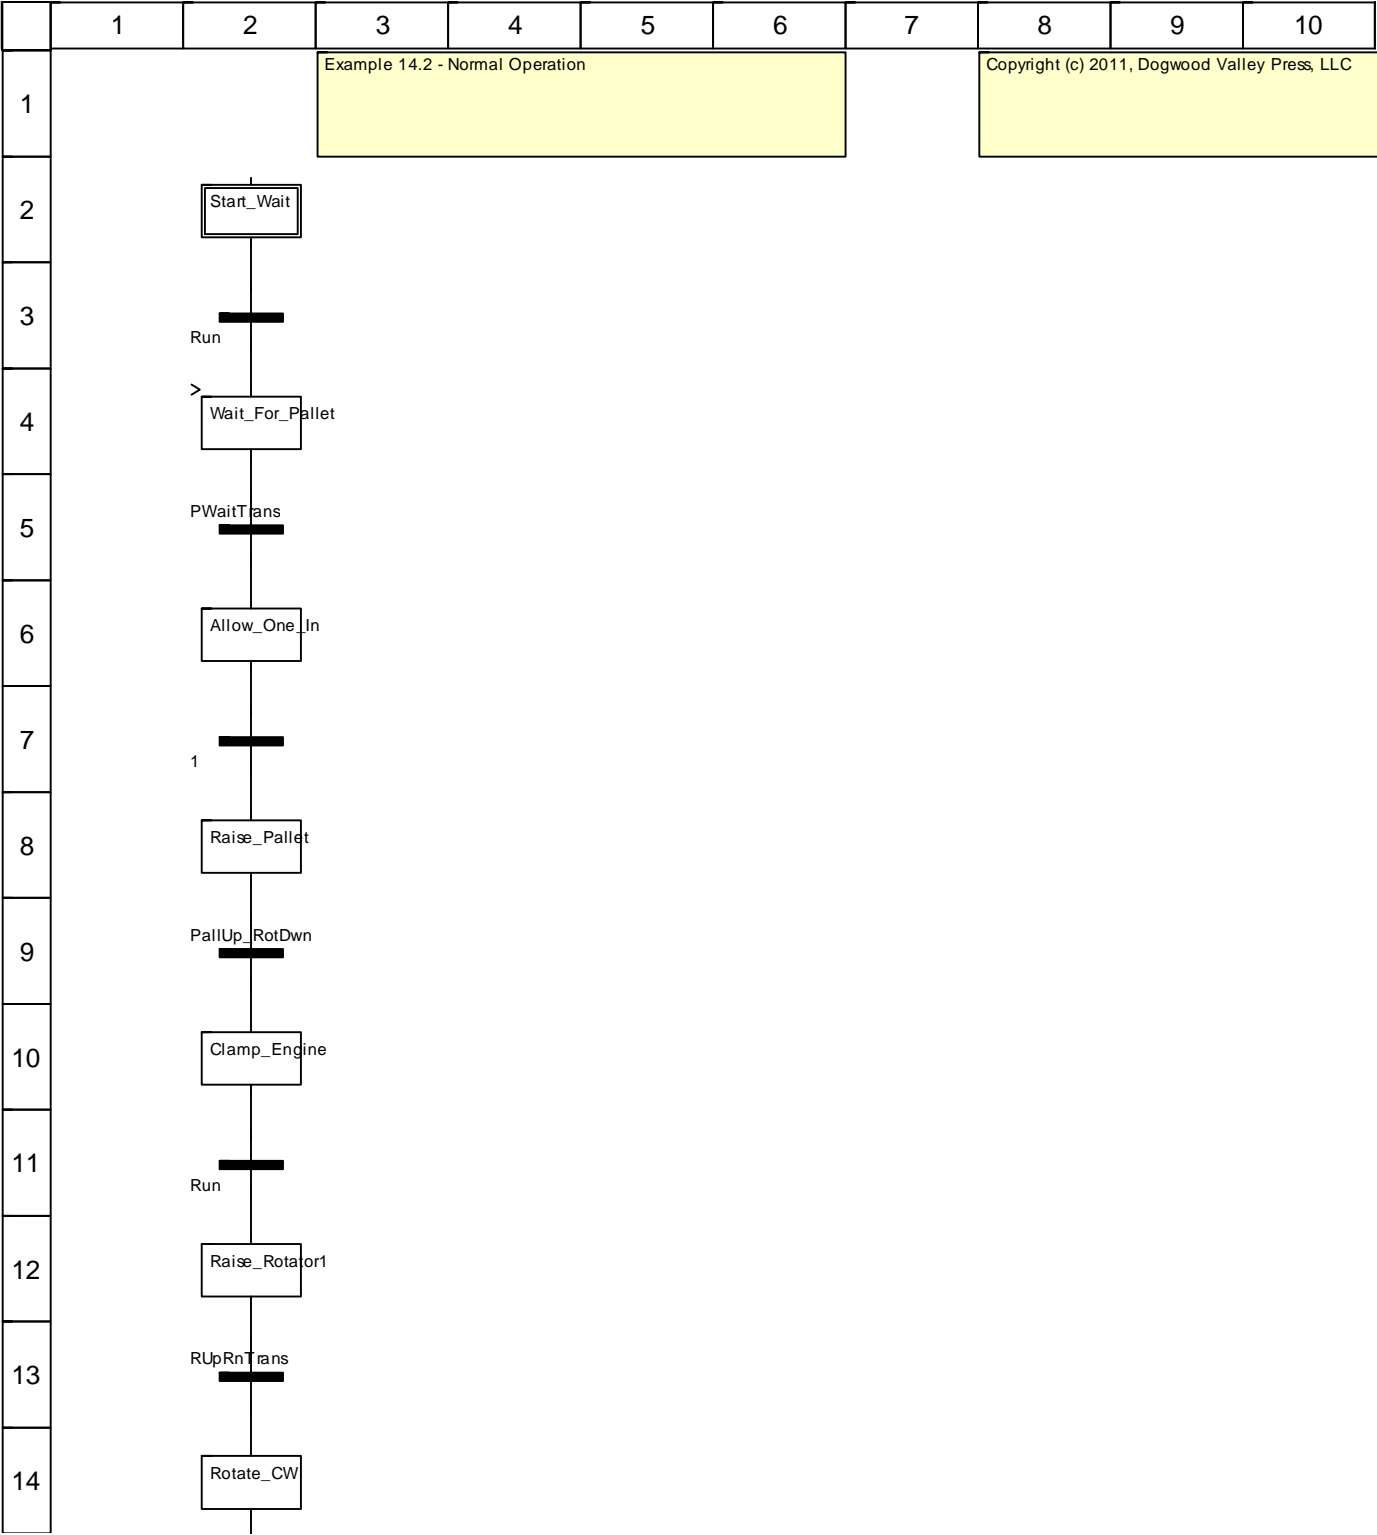 1 2 3 4 5 6 7 8 9 10
Example 14.2 - Normal Operation
Copyright (c) 2011, Dogwood Valley Press, LLC
1
2
Start_Wait
3
Run
>
4
Wait_For_Pallet
PWaitTrans
5
6
Allow_One_In
7
1
8
Raise_Pallet
PallUp_RotDwn
9
10
Clamp_Engine
11
Run
12
Raise_Rotator1
RUpRnTrans
13
14
Rotate_CW